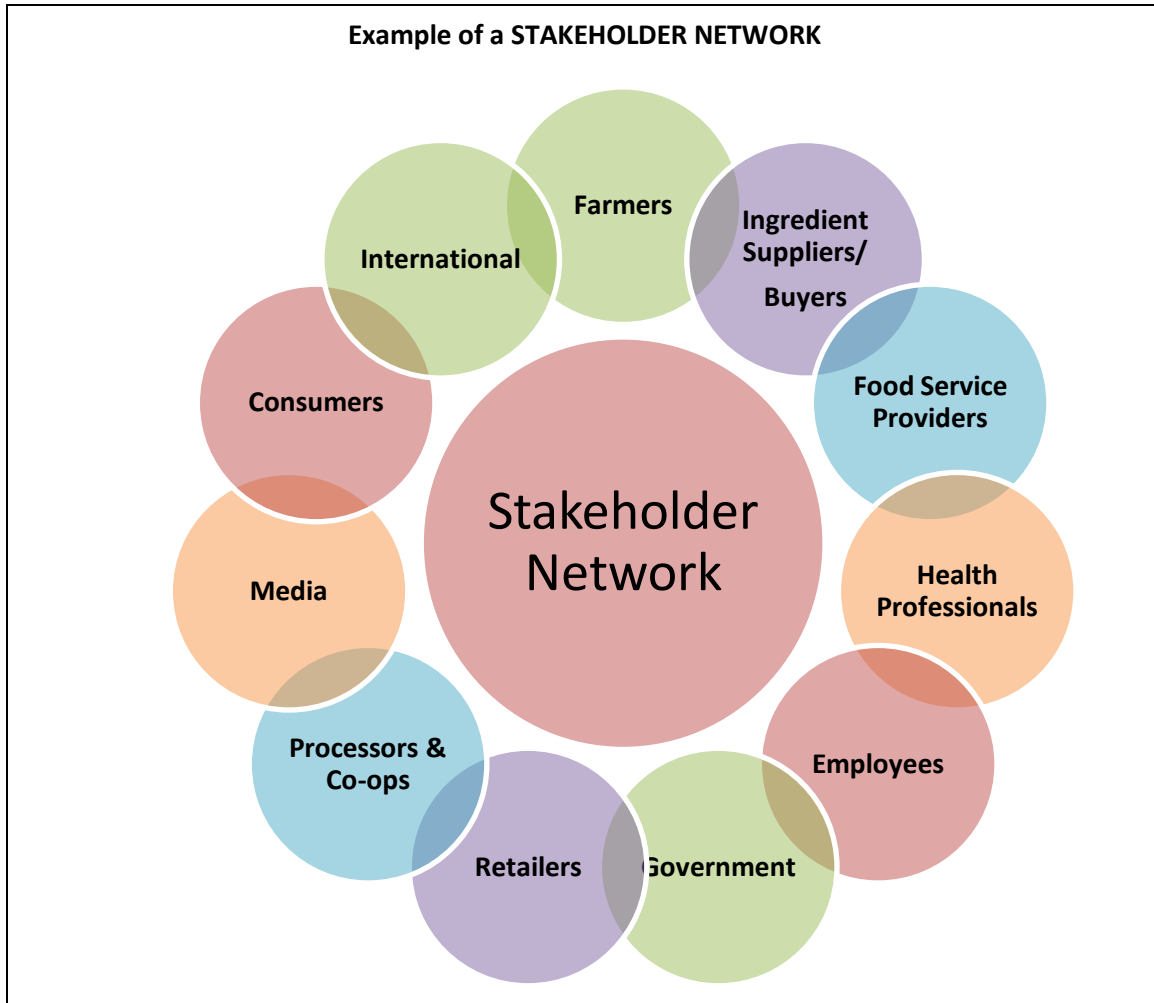 Example of a STAKEHOLDER NETWORK
Farmers
Ingredient
Suppliers/
Buyers
Food Service
Providers
Health
Professionals
Employees
Government
Retailers
Processors &
Co-ops
Media
Consumers
International
Stakeholder
Network